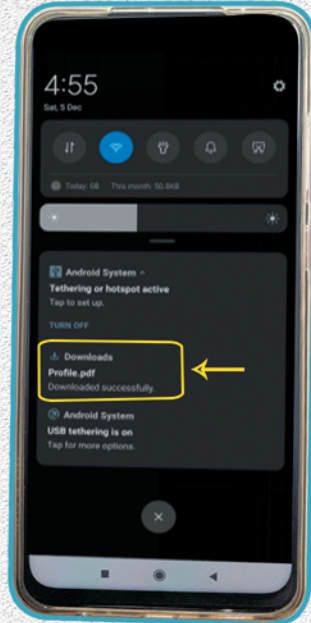 4:55
Sat, 5 Dec
Today: 0B This month: 50.8KB
Android System
Tethering or hotspot active
Tap to set up.
TURN OFF
Downloads
Profile.pdf
Downloaded successfully.
Android System
USB tethering is on
Tap for more options.